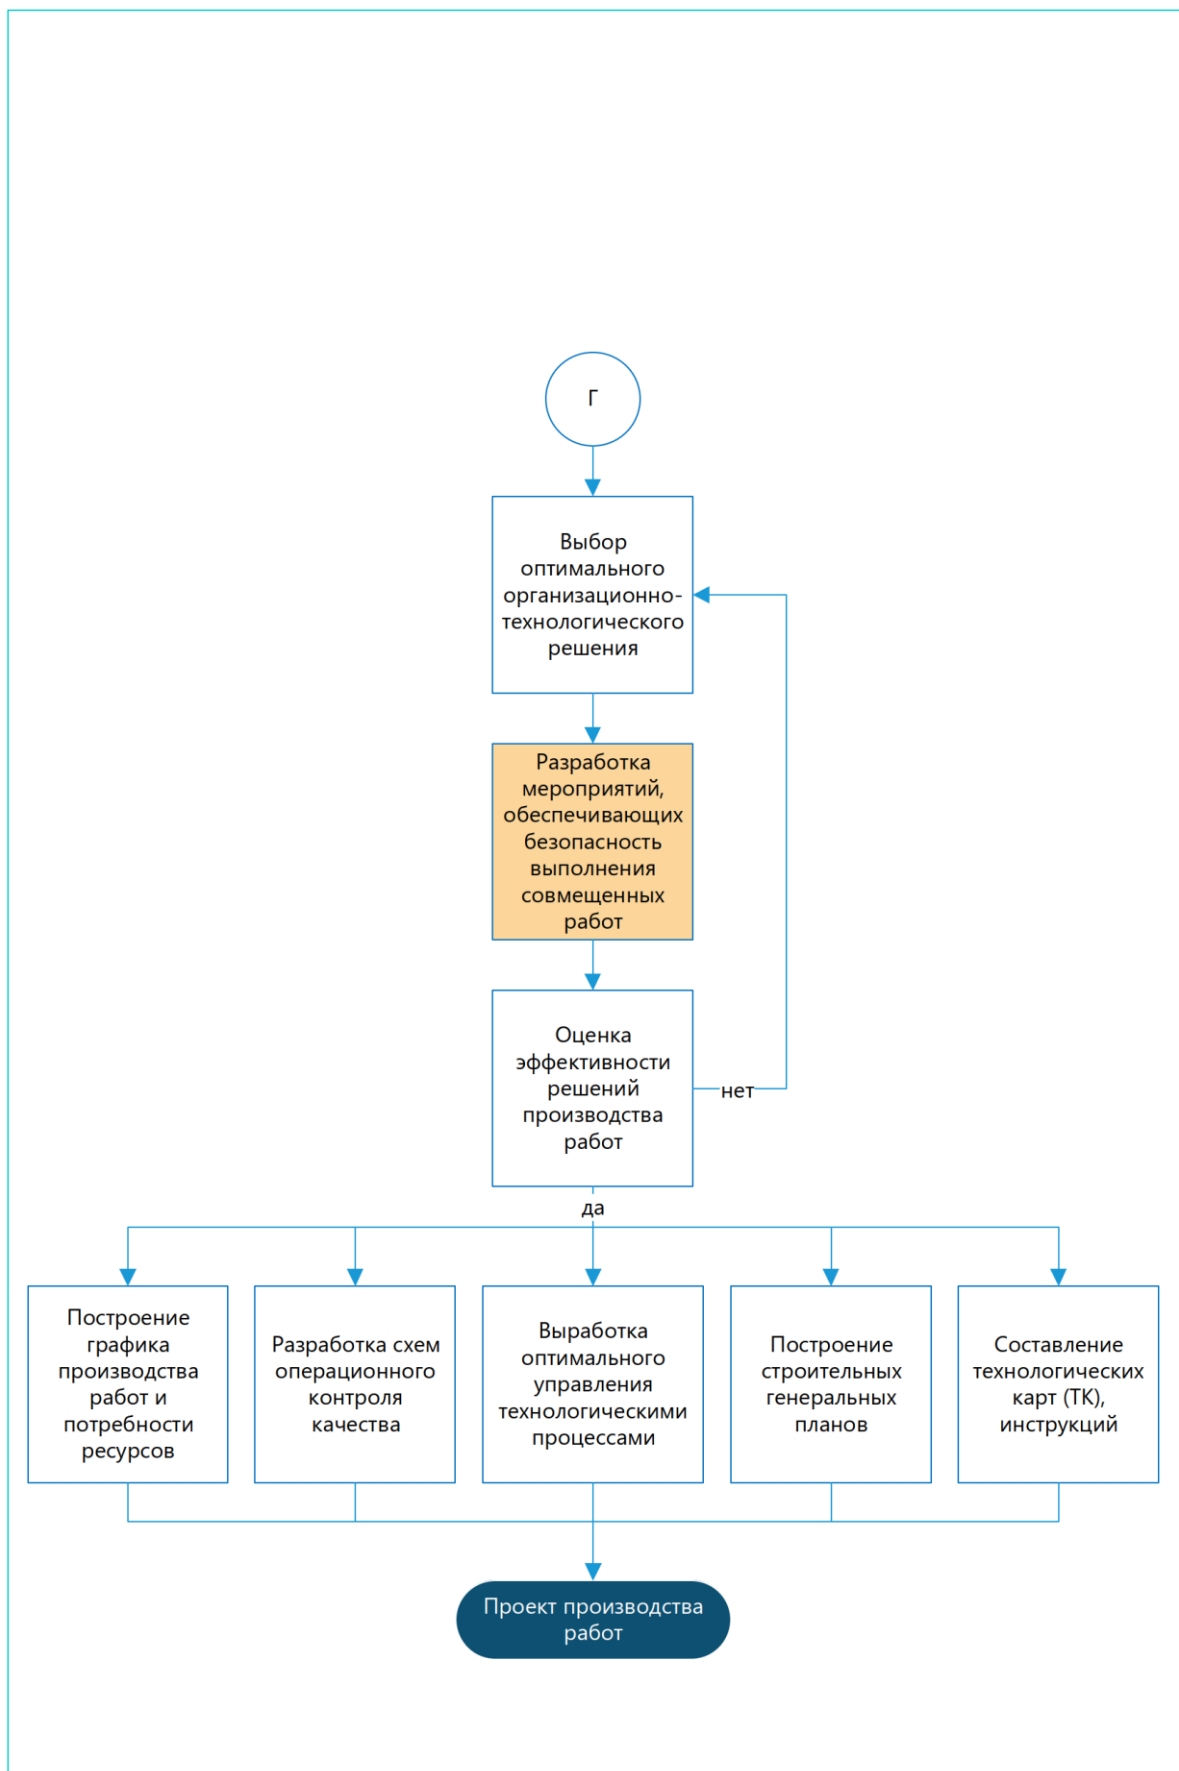 Г
Выбор
оптимального
организационно-
технологического
решения
Разработка
мероприятий,
обеспечивающих
безопасность
выполнения
совмещенных
работ
Оценка
эффективности
решений
производства
работ
нет
да
Построение
графика
производства
работ и
потребности
ресурсов
Разработка схем
операционного
контроля
качества
Выработка
оптимального
управления
технологическими
процессами
Построение
строительных
генеральных
планов
Составление
технологических
карт (ТК),
инструкций
Проект производства
работ